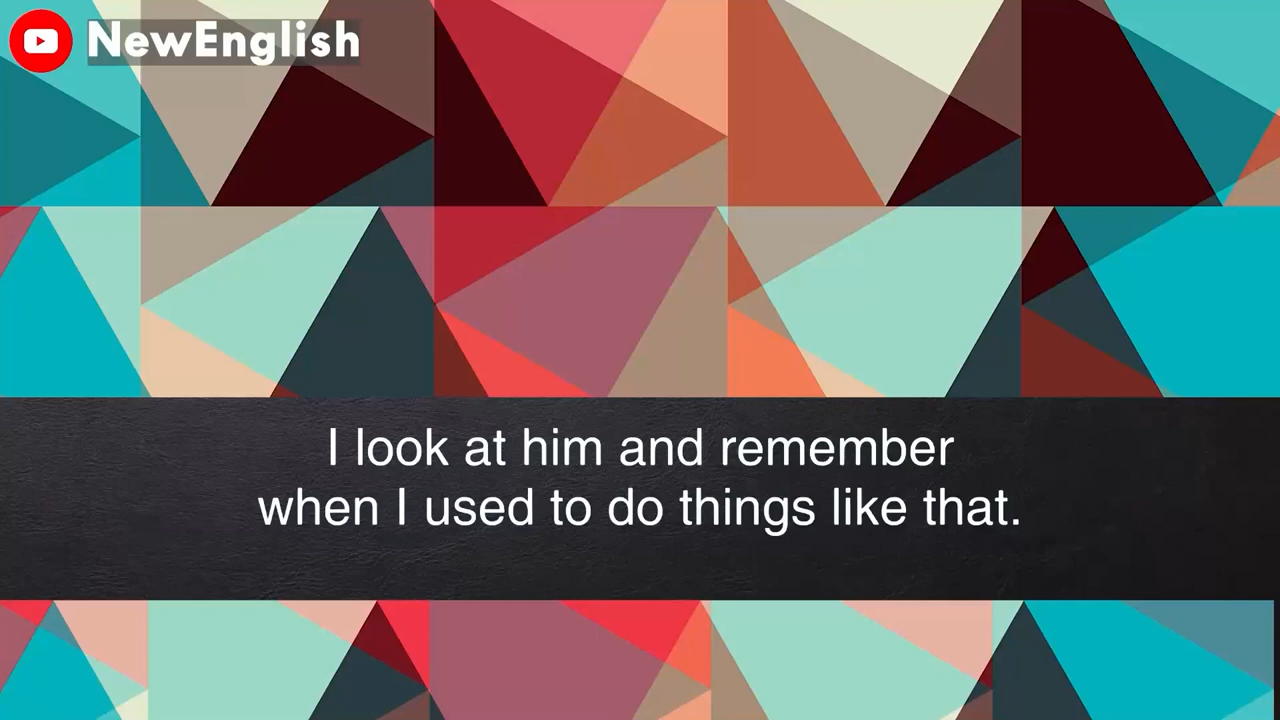 NewEnglish
I look at him and remember
when I used to do things like that.